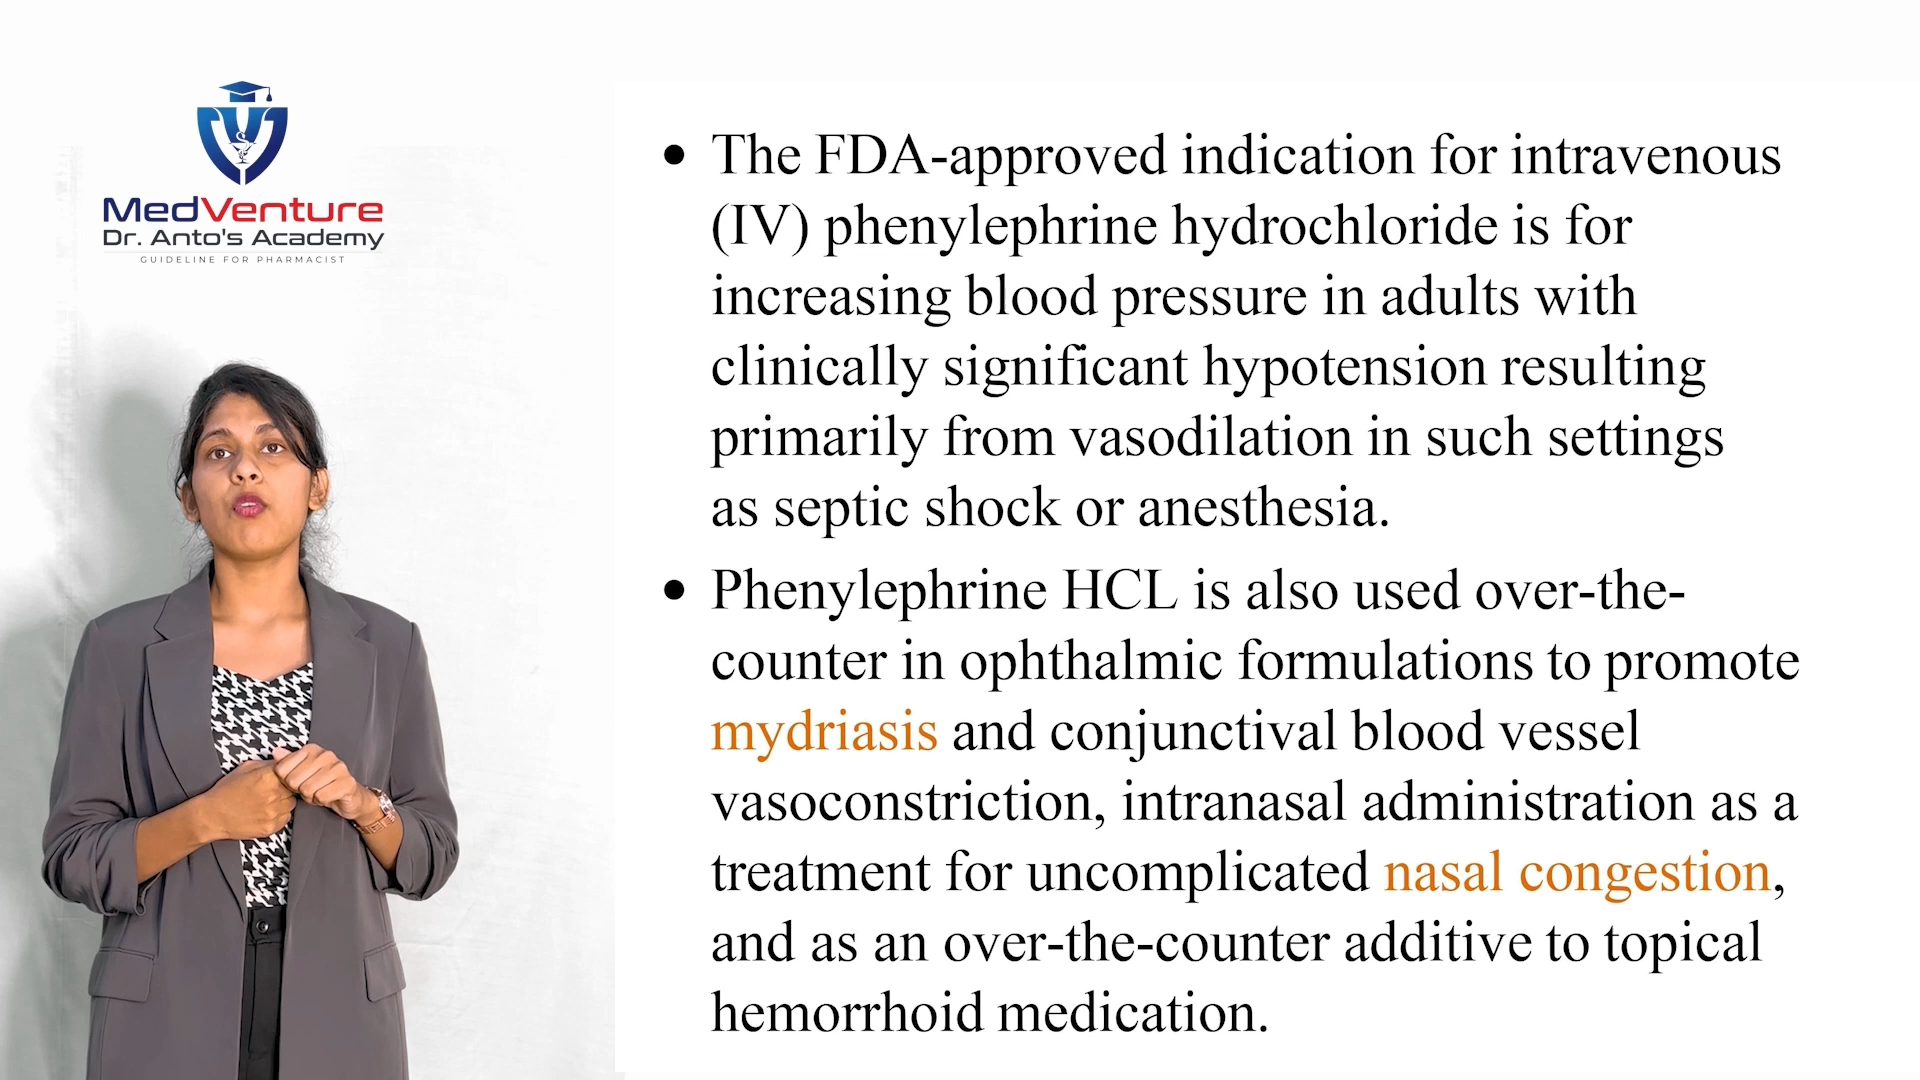 MedVenture
Dr. Anto's Academy
GUIDELINE FOR PHARMACIST
• The FDA-approved indication for intravenous
(IV) phenylephrine hydrochloride is for
increasing blood pressure in adults with
clinically significant hypotension resulting
primarily from vasodilation in such settings
as septic shock or anesthesia.
• Phenylephrine HCL is also used over-the-
counter in ophthalmic formulations to promote
mydriasis and conjunctival blood vessel
vasoconstriction, intranasal administration as a
treatment for uncomplicated nasal congestion,
and as an over-the-counter additive to topical
hemorrhoid medication.